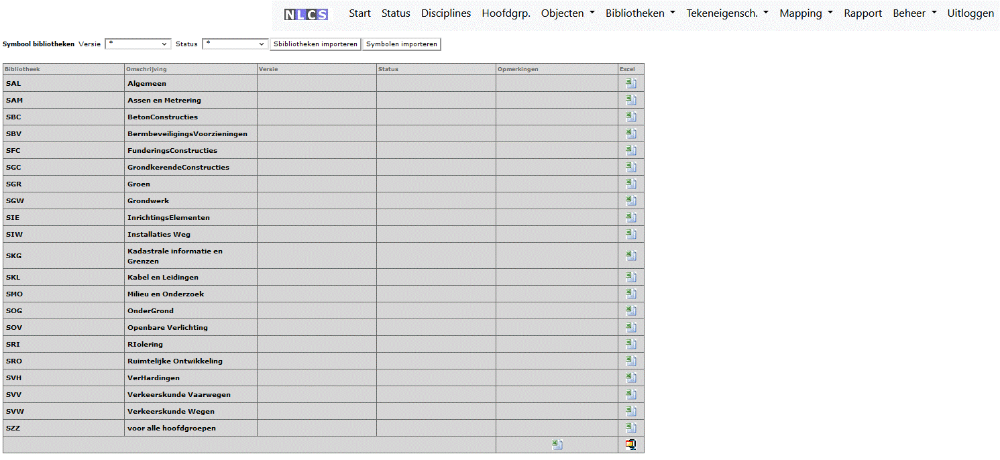 NLCS Start Status Disciplines Hoofdgrp. Objecten Bibliotheken Tekeneigensch. Mapping Rapport Beheer Uitloggen
Symbool bibliotheken Versie * Status * Sbibliotheken importeren Symbolen importeren
Bibliotheek Omschrijving Versie Status Opmerkingen Excel
SAL Algemeen
SAM Assen en Metrering
SBC BetonConstructies
SBV BermbeveiligingsVoorzieningen
SFC FunderingsConstructies
SGC GrondkerendeConstructies
SGR Groen
SGW Grondwerk
SIE InrichtingsElementen
SIW Installaties Weg
SKG Kadastrale informatie en
Grenzen
SKL Kabel en Leidingen
SMO Milieu en Onderzoek
SOG OnderGrond
SOV Openbare Verlichting
SRI RIolering
SRO Ruimtelijke Ontwikkeling
SVH VerHardingen
SVV Verkeerskunde Vaarwegen
SVW Verkeerskunde Wegen
SZZ voor alle hoofdgroepen